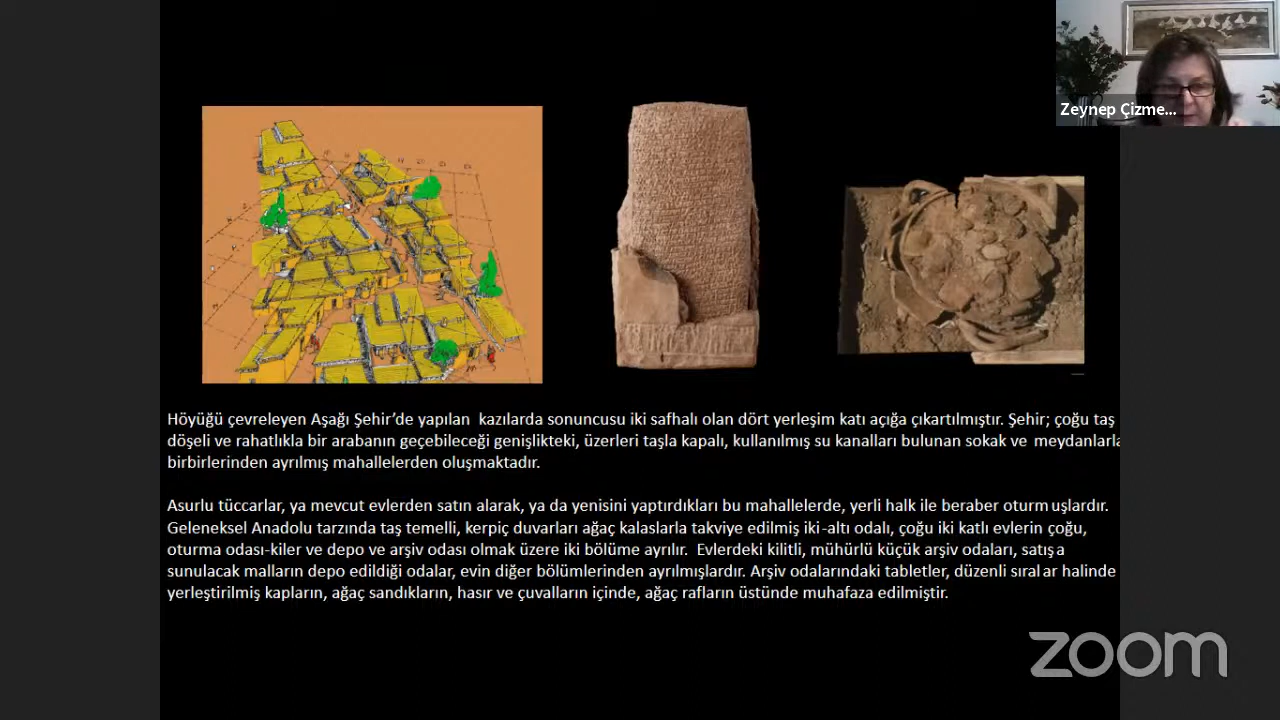 Zeynep Çizme...
Höyüğü çevreleyen Aşağı Şehir’de yapılan kazılarda sonuncusu iki safhalı olan dört yerleşim katı açığa çıkartılmıştır. Şehir; çoğu taş
döşeli ve rahatlıkla bir arabanın geçebileceği genişlikteki, üzerleri taşla kapalı, kullanılmış su kanalları bulunan sokak ve meydanlarla
birbirlerinden ayrılmış mahallelerden oluşmaktadır.
Asurlu tüccarlar, ya mevcut evlerden satın alarak, ya da yenisini yaptırdıkları bu mahallelerde, yerli halk ile beraber oturmuşlardır.
Geleneksel Anadolu tarzında taş temelli, kerpiç duvarları ağaç kalaslarla takviye edilmiş iki-altı odalı, çoğu iki katlı evlerin çoğu,
oturma odası-kiler ve depo ve arşiv odası olmak üzere iki bölüme ayrılır. Evlerdeki kilitli, mühürlü küçük arşiv odaları, satışa
sunulacak malların depo edildiği odalar, evin diğer bölümlerinden ayrılmışlardır. Arşiv odalarındaki tabletler, düzenli sıralar halinde
yerleştirilmiş kapların, ağaç sandıkların, hasır ve çuvalların içinde, ağaç rafların üstünde muhafaza edilmiştir.
zoom